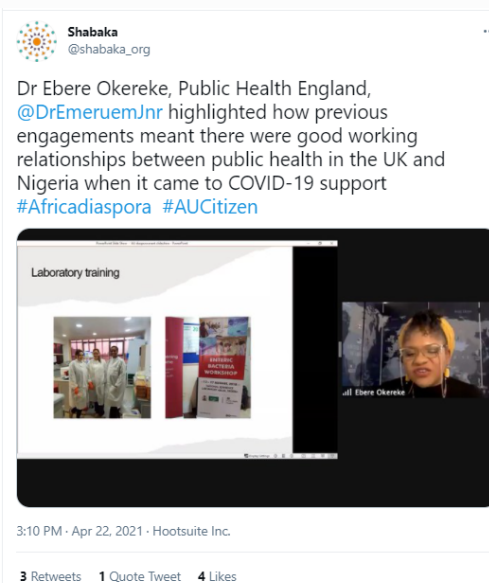 Shabaka
@shabaka_org
Dr Ebere Okereke, Public Health England,
@DrEmeruemJnr highlighted how previous
engagements meant there were good working
relationships between public health in the UK and
Nigeria when it came to COVID-19 support
#Africadiaspora #AUCitizen
Laboratory training
ENTERIC
BACTERIA
WORKSHOP
Ebere Okereke
3:10 PM · Apr 22, 2021 · Hootsuite Inc.
3 Retweets 1 Quote Tweet 4 Likes